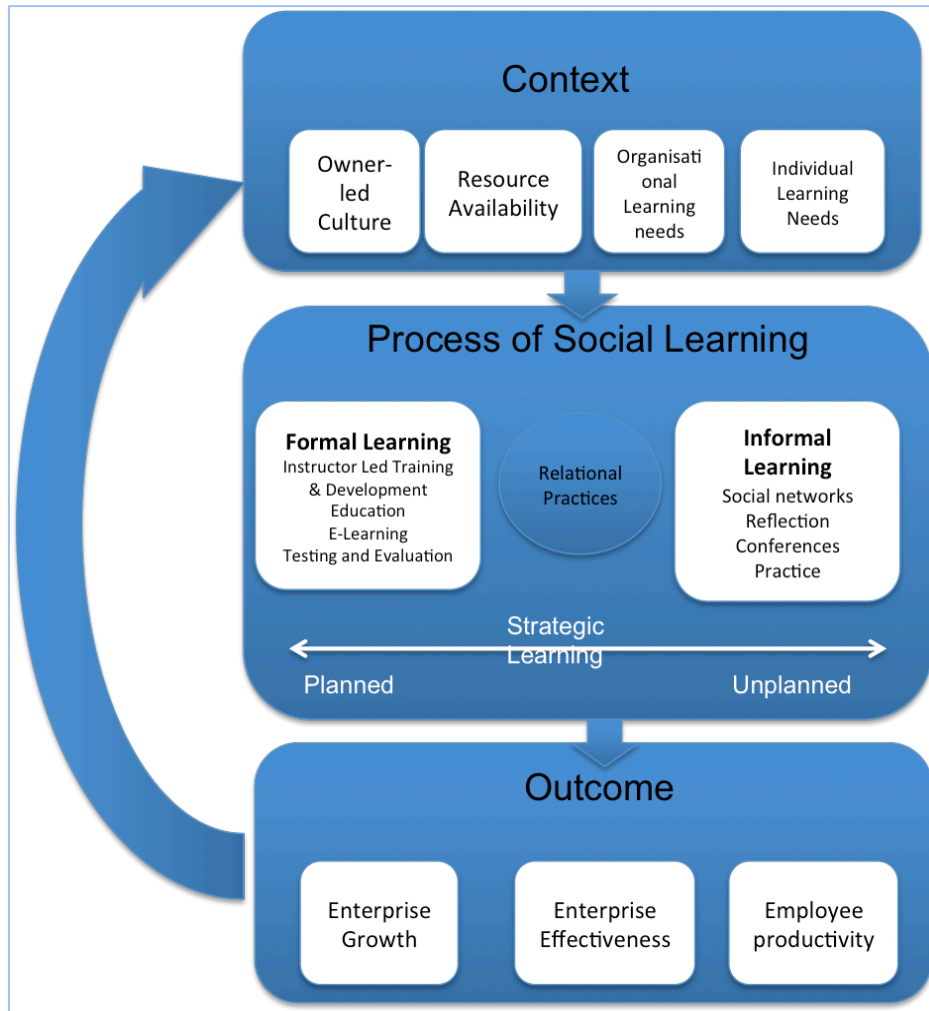 Context
Owner-
led
Culture
Resource
Availability
Organisati
onal
Learning
needs
Individual
Learning
Needs
Process of Social Learning
Formal Learning
Instructor Led Training
& Development
Education
E-Learning
Testing and Evaluation
Relational
Practices
Informal
Learning
Social networks
Reflection
Conferences
Practice
Strategic
Learning
Planned
Unplanned
Outcome
Enterprise
Growth
Enterprise
Effectiveness
Employee
productivity